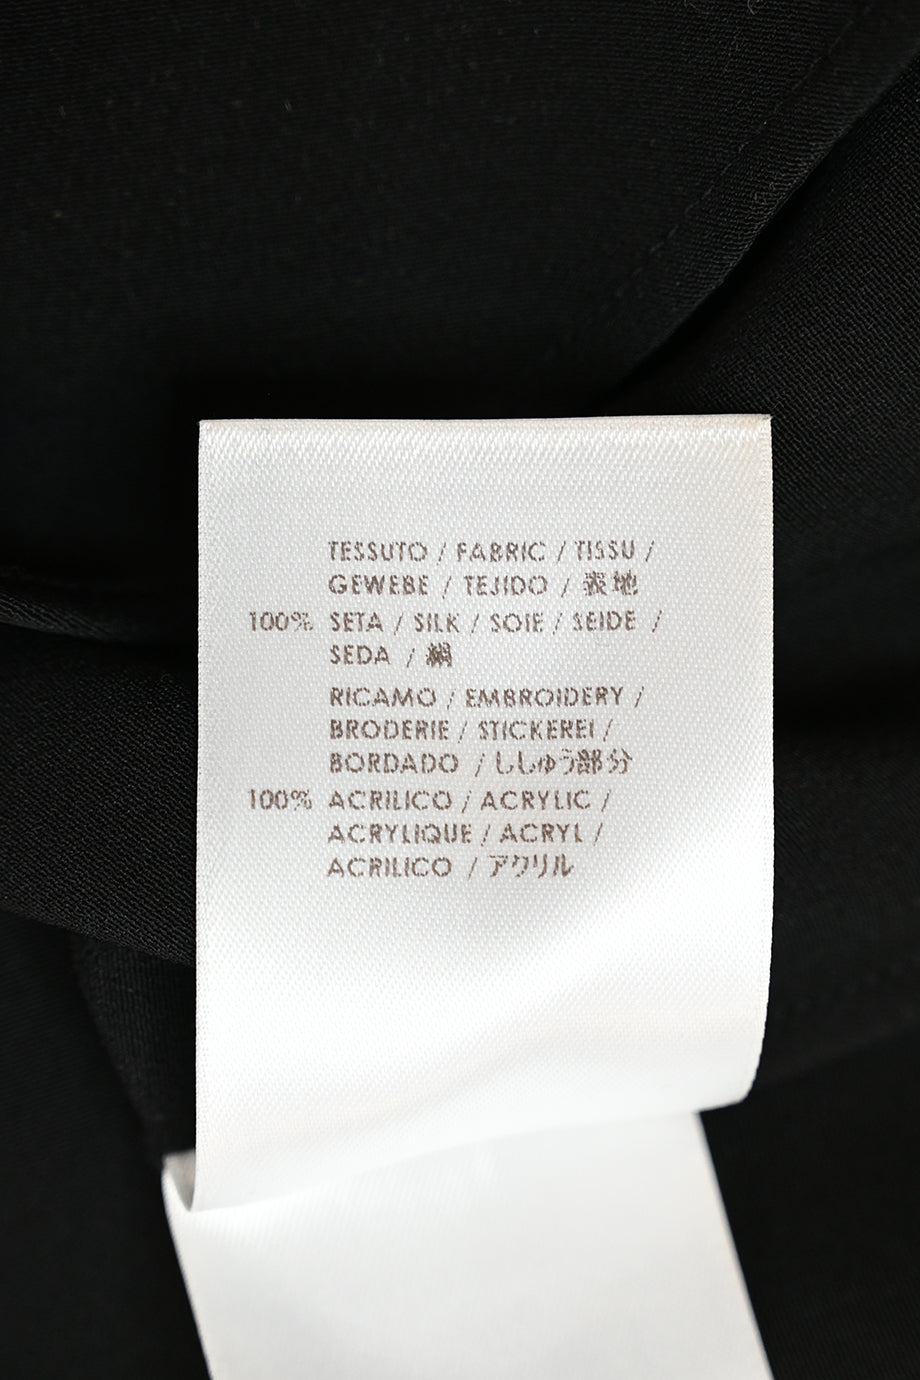 TESSUTO / FABRIC / TISSU /
GEWEBE / TEJIDO / 表地
100% SETA / SILK / SOIE / SEIDE /
SEDA / 絹
RICAMO / EMBROIDERY /
BRODERIE / STICKEREI /
BORDADO / ししゅう部分
100% ACRILICO / ACRYLIC /
ACRYLIQUE / ACRYL /
ACRILICO / アクリル